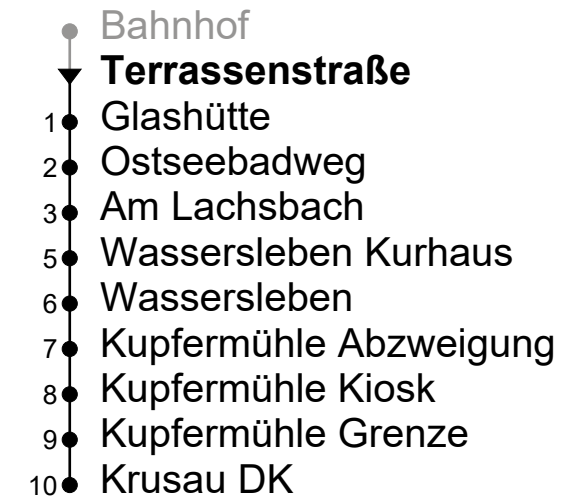 Bahnhof
Terrassenstraße
1 Glashütte
2 Ostseebadweg
3 Am Lachsbach
5 Wassersleben Kurhaus
6 Wassersleben
7 Kupfermühle Abzweigung
8 Kupfermühle Kiosk
9 Kupfermühle Grenze
10 Krusau DK